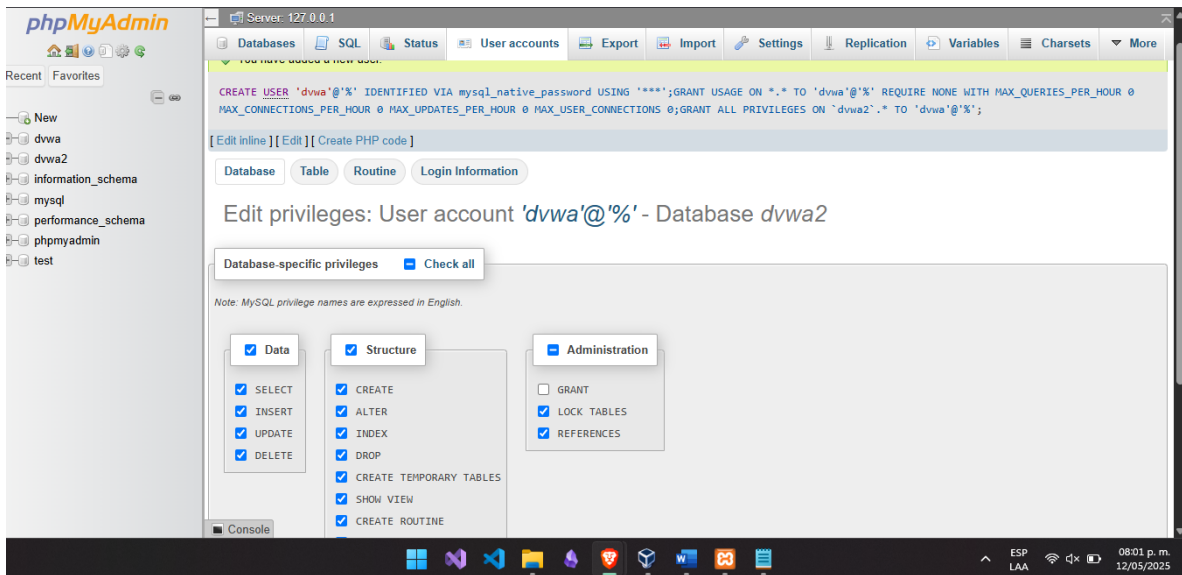 phpMyAdmin
Recent Favorites
New
dvwa
dvwa2
information_schema
mysql
performance_schema
phpmyadmin
test
Server: 127.0.0.1
Databases SQL Status User accounts Export Import Settings Replication Variables Charsets More
You have added a new user.
CREATE USER 'dvwa'@'%' IDENTIFIED VIA mysql_native_password USING '***';GRANT USAGE ON *.* TO 'dvwa'@'%' REQUIRE NONE WITH MAX_QUERIES_PER_HOUR 0
MAX_CONNECTIONS_PER_HOUR 0 MAX_UPDATES_PER_HOUR 0 MAX_USER_CONNECTIONS 0;GRANT ALL PRIVILEGES ON `dvwa2`.* TO 'dvwa'@'%';
[ Edit inline ] [ Edit ] [ Create PHP code ]
Database Table Routine Login Information
Edit privileges: User account 'dvwa'@'%' - Database dvwa2
Database-specific privileges Check all
Note: MySQL privilege names are expressed in English.
Data
SELECT
INSERT
UPDATE
DELETE
Structure
CREATE
ALTER
INDEX
DROP
CREATE TEMPORARY TABLES
SHOW VIEW
CREATE ROUTINE
Administration
GRANT
LOCK TABLES
REFERENCES
Console
ESP
LAA
08:01 p. m.
12/05/2025